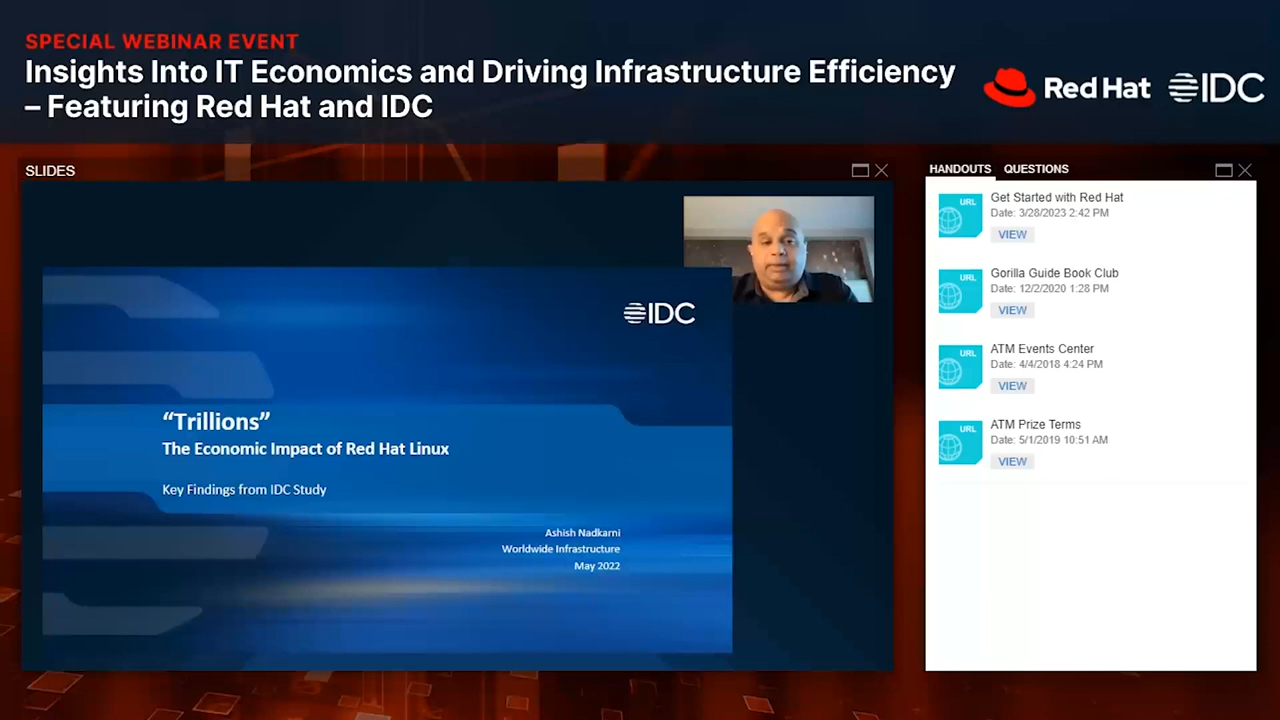 SPECIAL WEBINAR EVENT
Insights Into IT Economics and Driving Infrastructure Efficiency
– Featuring Red Hat and IDC
Red Hat
IDC
SLIDES
IDC
“Trillions”
The Economic Impact of Red Hat Linux
Key Findings from IDC Study
Ashish Nadkarni
Worldwide Infrastructure
May 2022
HANDOUTS QUESTIONS
URL
Get Started with Red Hat
Date: 3/28/2023 2:42 PM
VIEW
URL
Gorilla Guide Book Club
Date: 12/2/2020 1:28 PM
VIEW
URL
ATM Events Center
Date: 4/4/2018 4:24 PM
VIEW
URL
ATM Prize Terms
Date: 5/1/2019 10:51 AM
VIEW